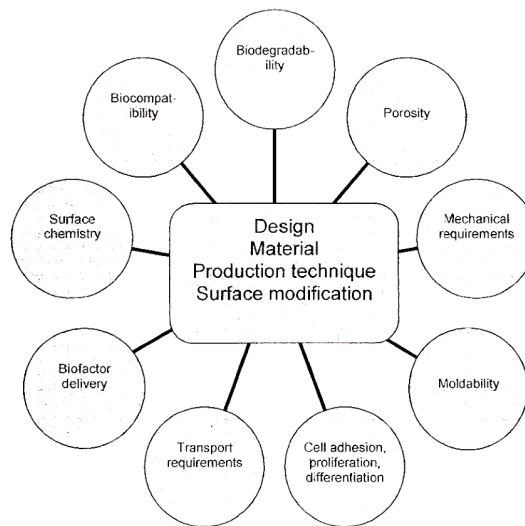 Biodegradab-
ility
Biocompat-
ibility
Porosity
Surface
chemistry
Design
Material
Production technique
Surface modification
Mechanical
requirements
Biofactor
delivery
Moldability
Transport
requirements
Cell adhesion,
proliferation,
differentiation